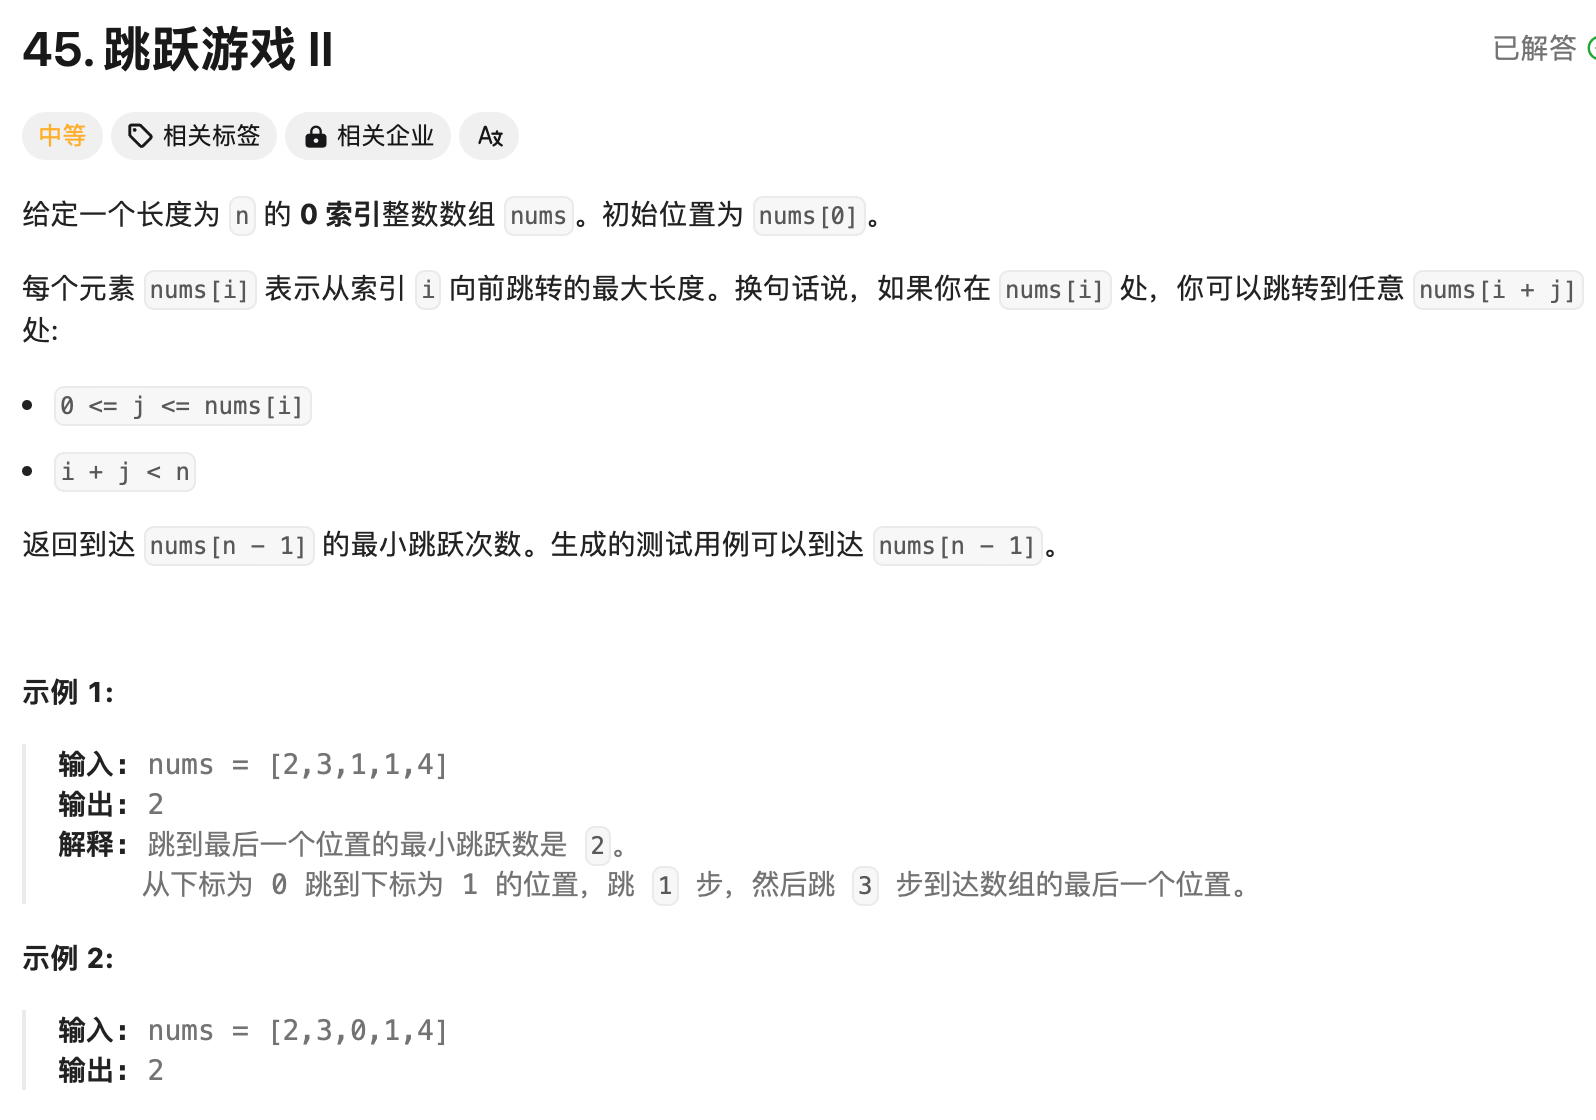 45. 跳跃游戏 II
已解答
中等 相关标签 相关企业
给定一个长度为 n 的 0 索引整数数组 nums。初始位置为 nums[0]。
每个元素 nums[i] 表示从索引 i 向前跳转的最大长度。换句话说，如果你在 nums[i] 处，你可以跳转到任意 nums[i + j]
处:
• 0 <= j <= nums[i]
• i + j < n
返回到达 nums[n - 1] 的最小跳跃次数。生成的测试用例可以到达 nums[n - 1]。
示例 1:
输入: nums = [2,3,1,1,4]
输出: 2
解释: 跳到最后一个位置的最小跳跃数是 2。
从下标为 0 跳到下标为 1 的位置，跳 1 步，然后跳 3 步到达数组的最后一个位置。
示例 2:
输入: nums = [2,3,0,1,4]
输出: 2